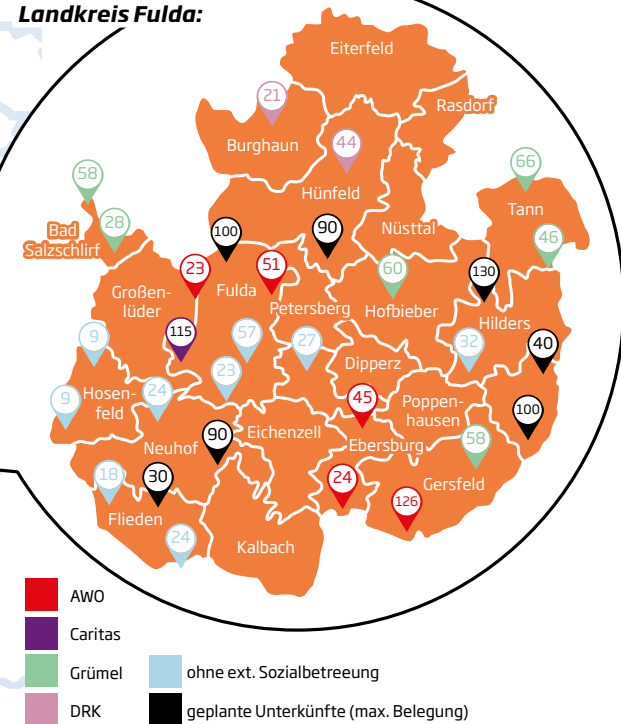 Landkreis Fulda:
Eiterfeld
21
Rasdorf
Burghaun
44
58
66
Hünfeld
28
Tann
Bad
Salzschlirf
100
90
Nüsttal
46
23
51
60
130
Großen-
lüder
Fulda
Petersberg
Hofbieber
Hilders
115
57
27
9
32
40
Dipperz
23
24
9
Hosen-
feld
45
Poppen-
hausen
100
Neuhof
90
Eichenzell
Ebersburg
58
18
30
24
Gersfeld
126
Flieden
24
Kalbach
AWO
Caritas
Grümel
ohne ext. Sozialbetreeung
DRK
geplante Unterkünfte (max. Belegung)